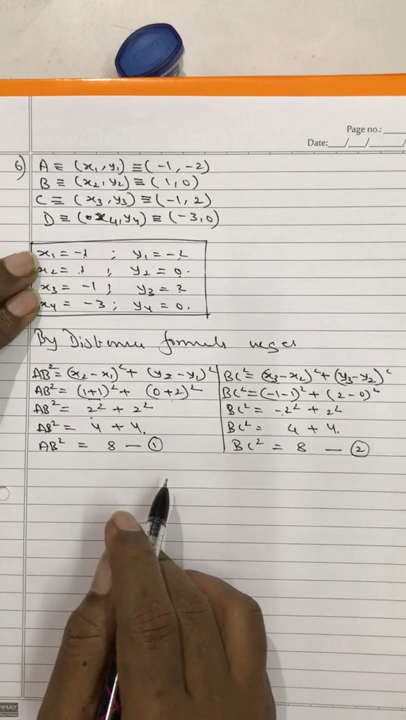 Page no.:
Date: __/__/__
6) A ≡ (x₁, y₁) ≡ (-1, -2)
B ≡ (x₂, y₂) ≡ (1, 0)
C ≡ (x₃, y₃) ≡ (-1, 2)
D ≡ (x₄, y₄) ≡ (-3, 0)
x₁ = -1 ; y₁ = -2
x₂ = 1 ; y₂ = 0.
x₃ = -1 ; y₃ = 2
x₄ = -3 ; y₄ = 0.
By Distance formula
AB² = (x₂ - x₁)² + (y₂ - y₁)²
AB² = (1+1)² + (0+2)²
AB² = 2² + 2²
AB² = 4 + 4.
AB² = 8 — ①
BC² = (x₃ - x₂)² + (y₃ - y₂)²
BC² = (-1-1)² + (2-0)²
BC² = -2² + 2²
BC² = 4 + 4.
BC² = 8 — ②